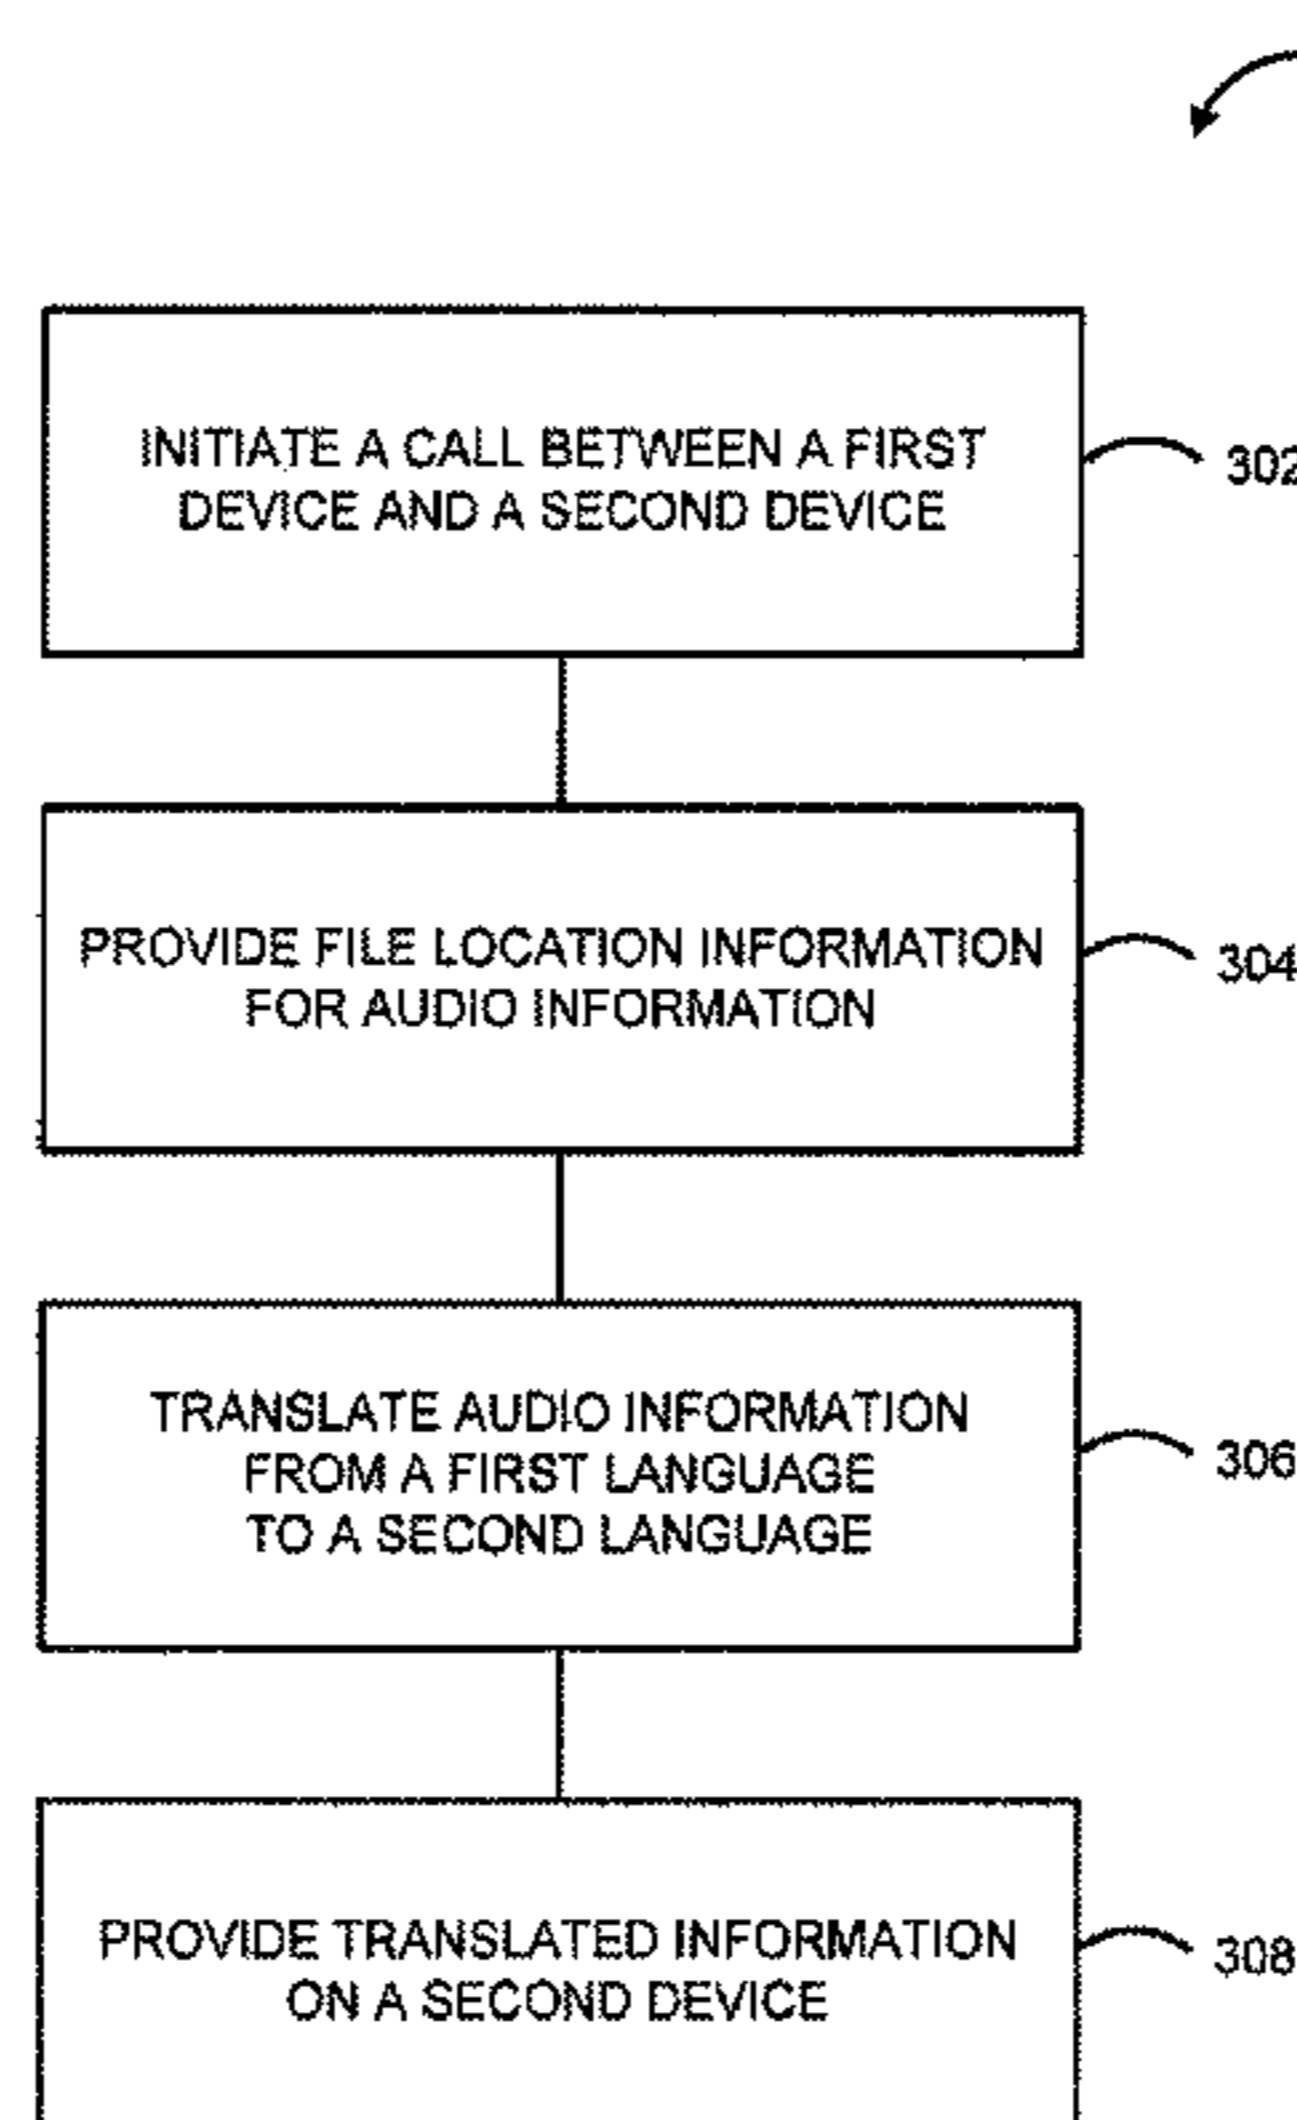 INITIATE A CALL BETWEEN A FIRST
DEVICE AND A SECOND DEVICE
302
PROVIDE FILE LOCATION INFORMATION
FOR AUDIO INFORMATION
304
TRANSLATE AUDIO INFORMATION
FROM A FIRST LANGUAGE
TO A SECOND LANGUAGE
306
PROVIDE TRANSLATED INFORMATION
ON A SECOND DEVICE
308